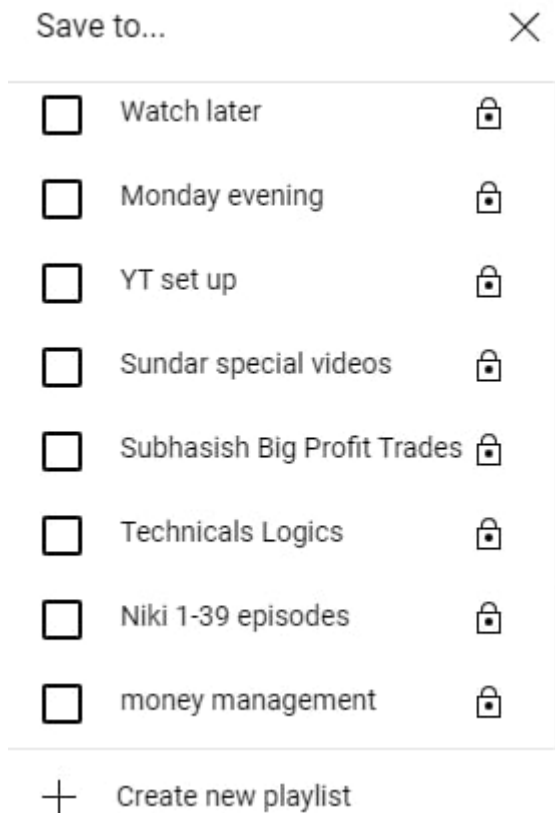 Save to...
Watch later
Monday evening
YT set up
Sundar special videos
Subhasish Big Profit Trades
Technicals Logics
Niki 1-39 episodes
money management
Create new playlist